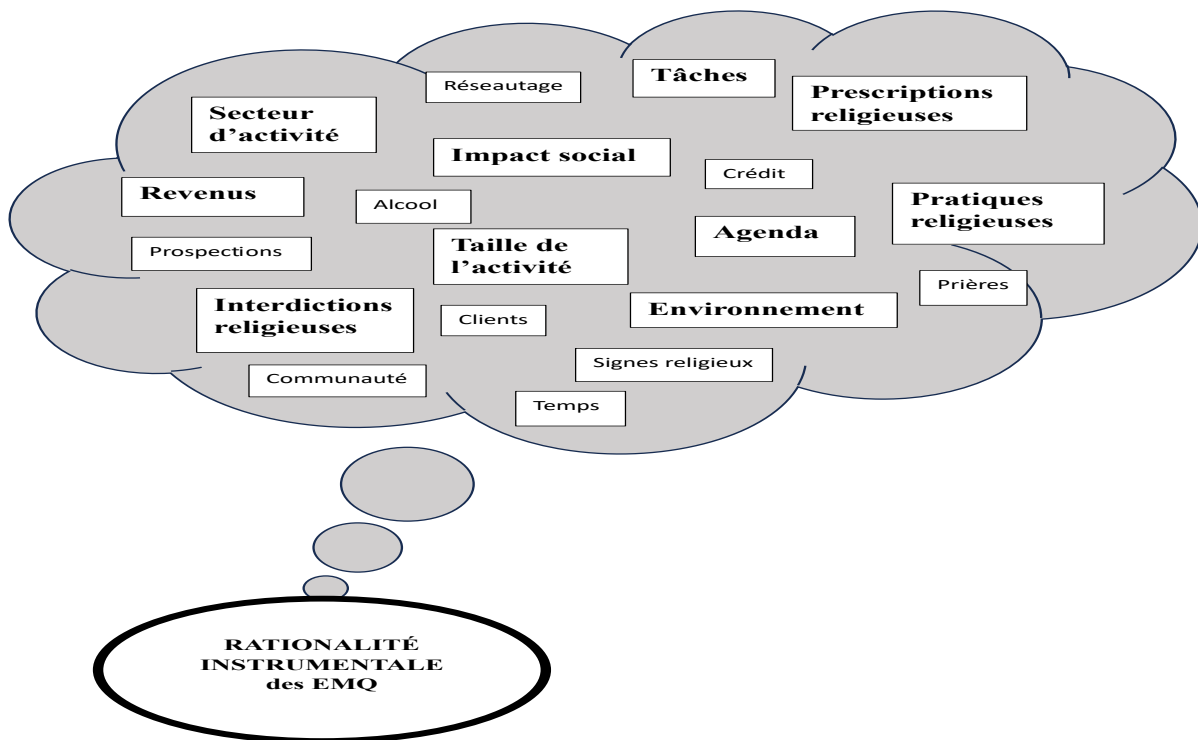 Réseautage
Tâches
Prescriptions
religieuses
Secteur
d’activité
Impact social
Crédit
Revenus
Alcool
Pratiques
religieuses
Prospections
Taille de
l’activité
Agenda
Prières
Interdictions
religieuses
Clients
Environnement
Communauté
Signes religieux
Temps
RATIONALITÉ
INSTRUMENTALE
des EMQ